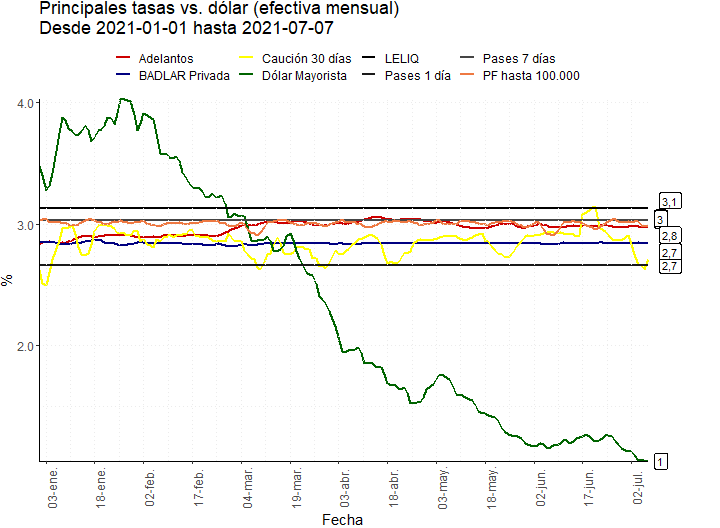 Principales tasas vs. dólar (efectiva mensual)
Desde 2021-01-01 hasta 2021-07-07
Adelantos Caución 30 días LELIQ Pases 7 días
BADLAR Privada Dólar Mayorista Pases 1 día PF hasta 100.000
4.0
3.0
2.0
%
3,1
3
2,8
2,7
2,7
1
03-ene.
18-ene.
02-feb.
17-feb.
04-mar.
19-mar.
03-abr.
18-abr.
03-may.
18-may.
02-jun.
17-jun.
02-jul.
Fecha